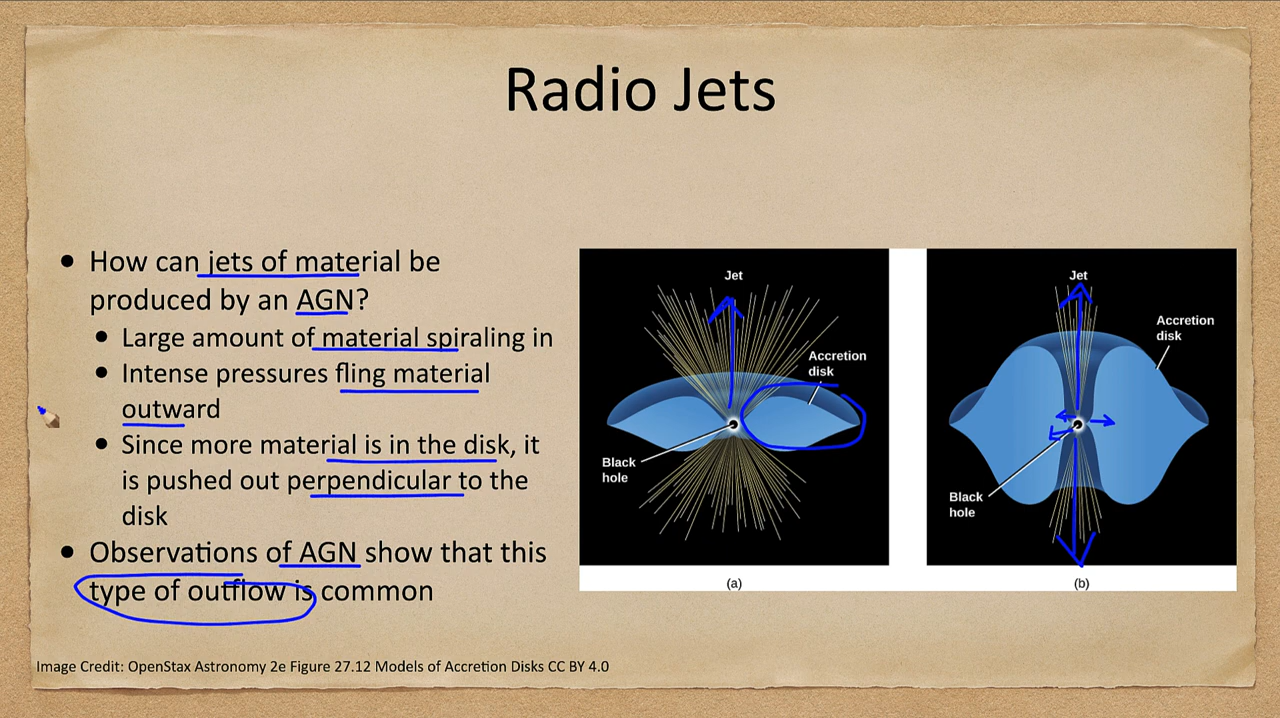 Radio Jets
• How can jets of material be
produced by an AGN?
• Large amount of material spiraling in
• Intense pressures fling material
outward
• Since more material is in the disk, it
is pushed out perpendicular to the
disk
• Observations of AGN show that this
type of outflow is common
Jet
Accretion
disk
Black
hole
(a)
Jet
Accretion
disk
Black
hole
(b)
Image Credit: OpenStax Astronomy 2e Figure 27.12 Models of Accretion Disks CC BY 4.0